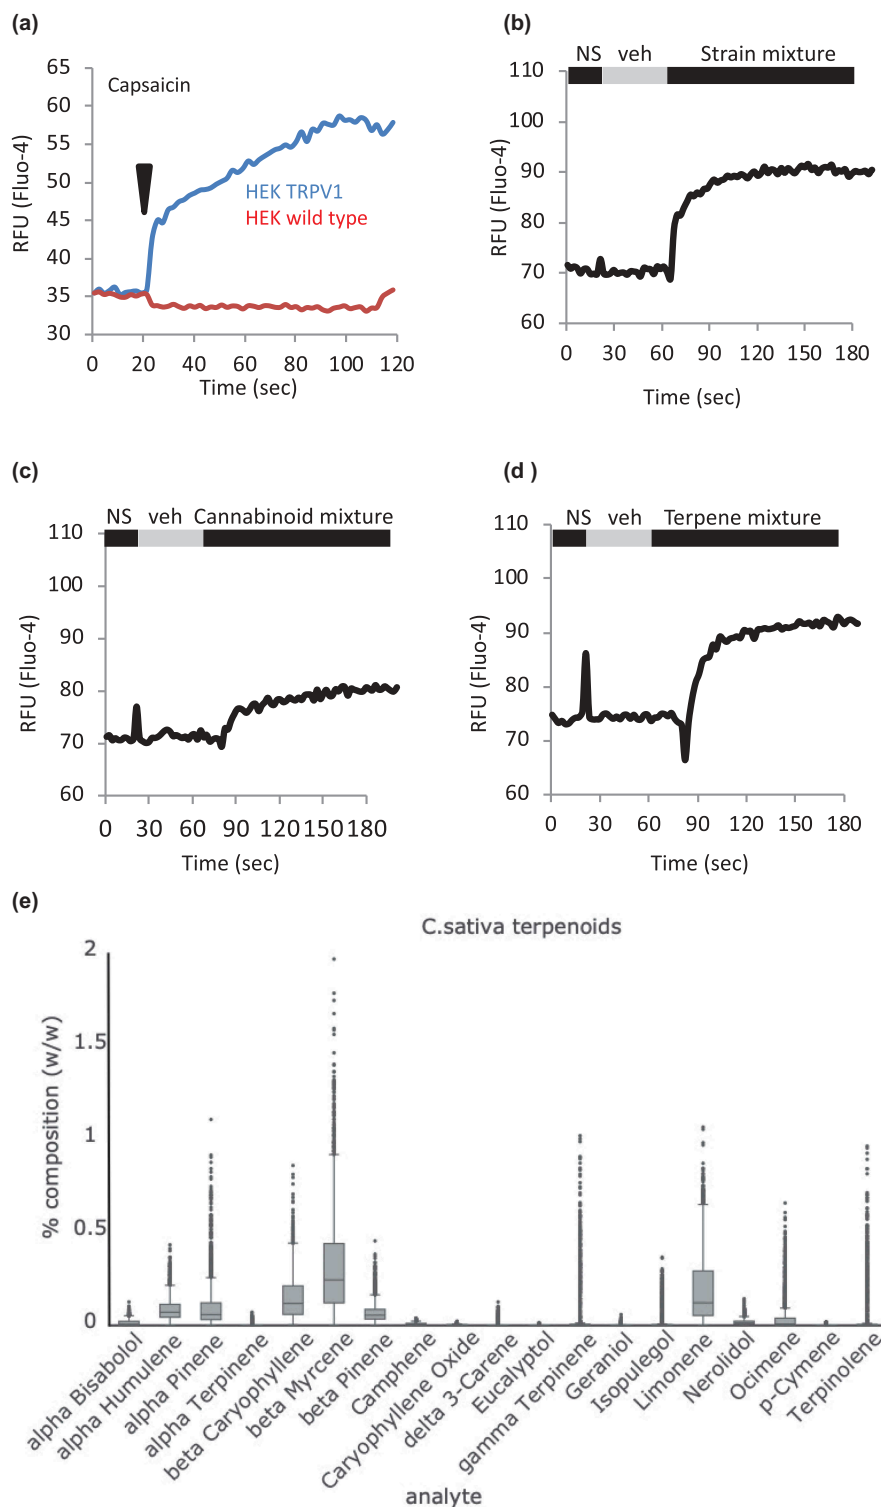 (a)
65
60
55
50
45
40
35
30
RFU (Fluo-4)
Capsaicin
HEK TRPV1
HEK wild type
0 20 40 60 80 100 120
Time (sec)
(b)
NS veh Strain mixture
110
100
90
80
70
60
RFU (Fluo-4)
0 30 60 90 120 150 180
Time (sec)
(c)
NS veh Cannabinoid mixture
110
100
90
80
70
60
RFU (Fluo-4)
0 30 60 90 120 150 180
Time (sec)
(d )
NS veh Terpene mixture
110
100
90
80
70
60
RFU (Fluo-4)
0 30 60 90 120 150 180
Time (sec)
(e)
C.sativa terpenoids
2
1.5
1
0.5
0
% composition (w/w)
alpha Bisabolol
alpha Humulene
alpha Pinene
alpha Terpinene
beta Caryophyllene
beta Myrcene
beta Pinene
Camphene
Caryophyllene Oxide
delta 3-Carene
Eucalyptol
gamma Terpinene
Geraniol
Isopulegol
Limonene
Nerolidol
Ocimene
p-Cymene
Terpinolene
analyte